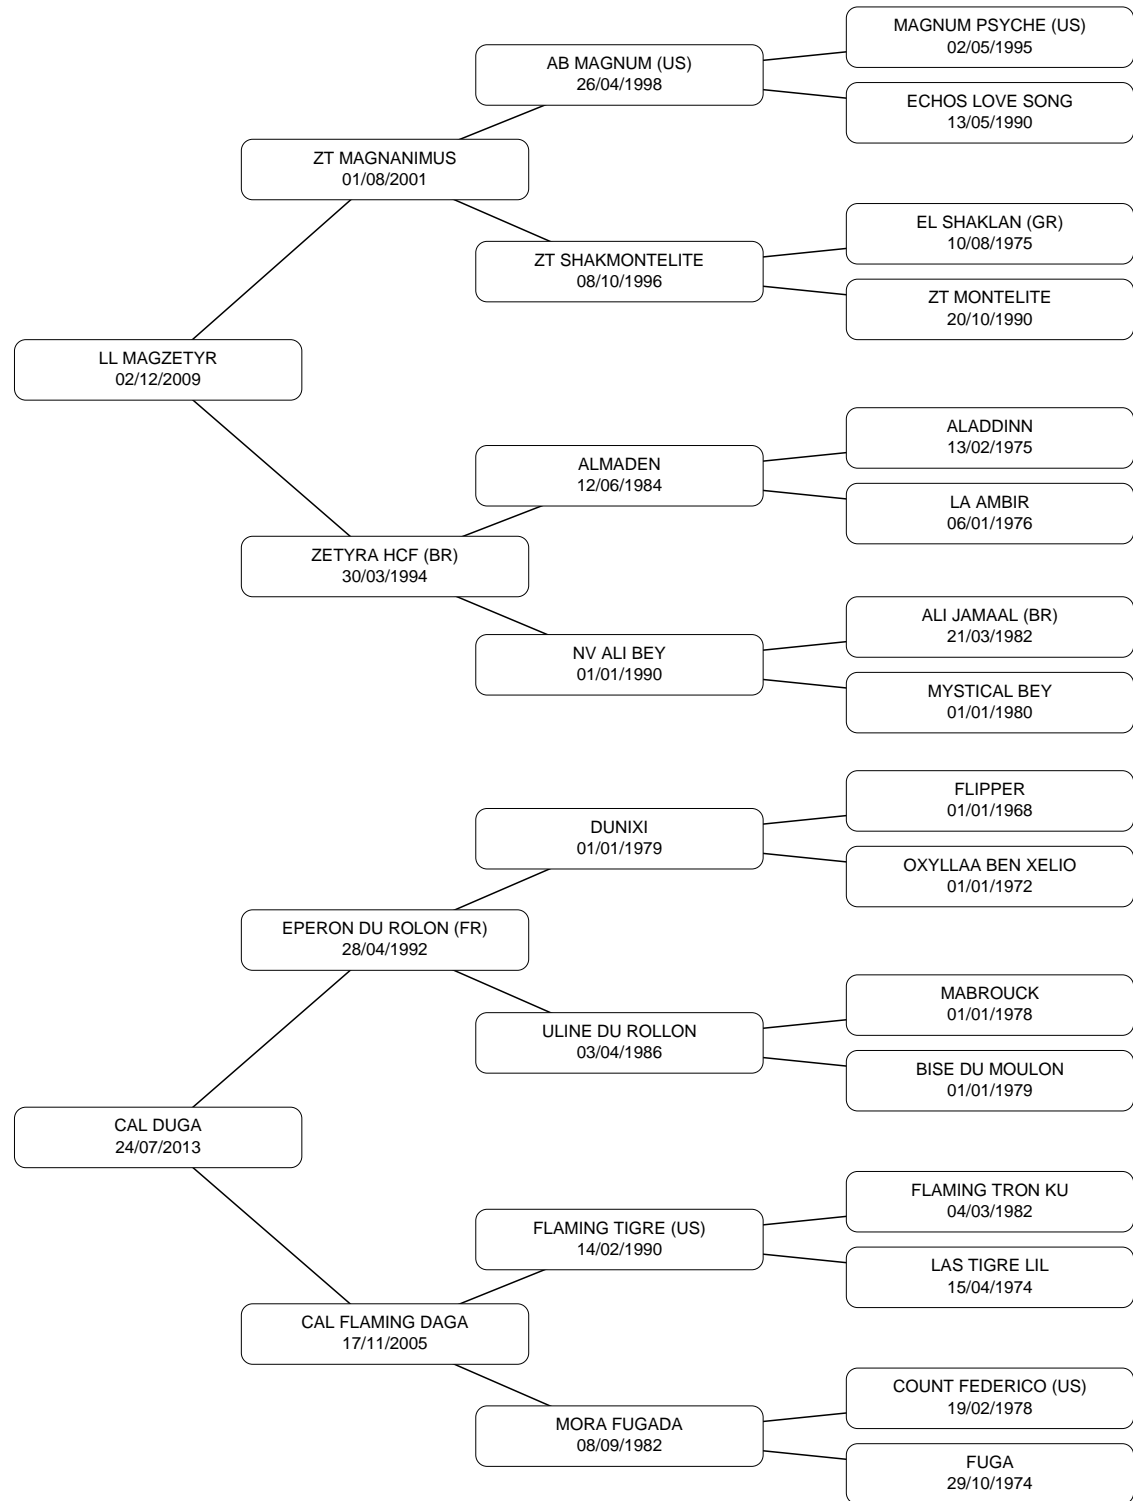 MAGNUM PSYCHE (US)
02/05/1995
AB MAGNUM (US)
26/04/1998
ECHOS LOVE SONG
13/05/1990
ZT MAGNANIMUS
01/08/2001
EL SHAKLAN (GR)
10/08/1975
ZT SHAKMONTELITE
08/10/1996
ZT MONTELITE
20/10/1990
LL MAGZETYR
02/12/2009
ALADDINN
13/02/1975
ALMADEN
12/06/1984
LA AMBIR
06/01/1976
ZETYRA HCF (BR)
30/03/1994
ALI JAMAAL (BR)
21/03/1982
NV ALI BEY
01/01/1990
MYSTICAL BEY
01/01/1980
FLIPPER
01/01/1968
DUNIXI
01/01/1979
OXYLLAA BEN XELIO
01/01/1972
EPERON DU ROLON (FR)
28/04/1992
MABROUCK
01/01/1978
ULINE DU ROLLON
03/04/1986
BISE DU MOULON
01/01/1979
CAL DUGA
24/07/2013
FLAMING TRON KU
04/03/1982
FLAMING TIGRE (US)
14/02/1990
LAS TIGRE LIL
15/04/1974
CAL FLAMING DAGA
17/11/2005
COUNT FEDERICO (US)
19/02/1978
MORA FUGADA
08/09/1982
FUGA
29/10/1974